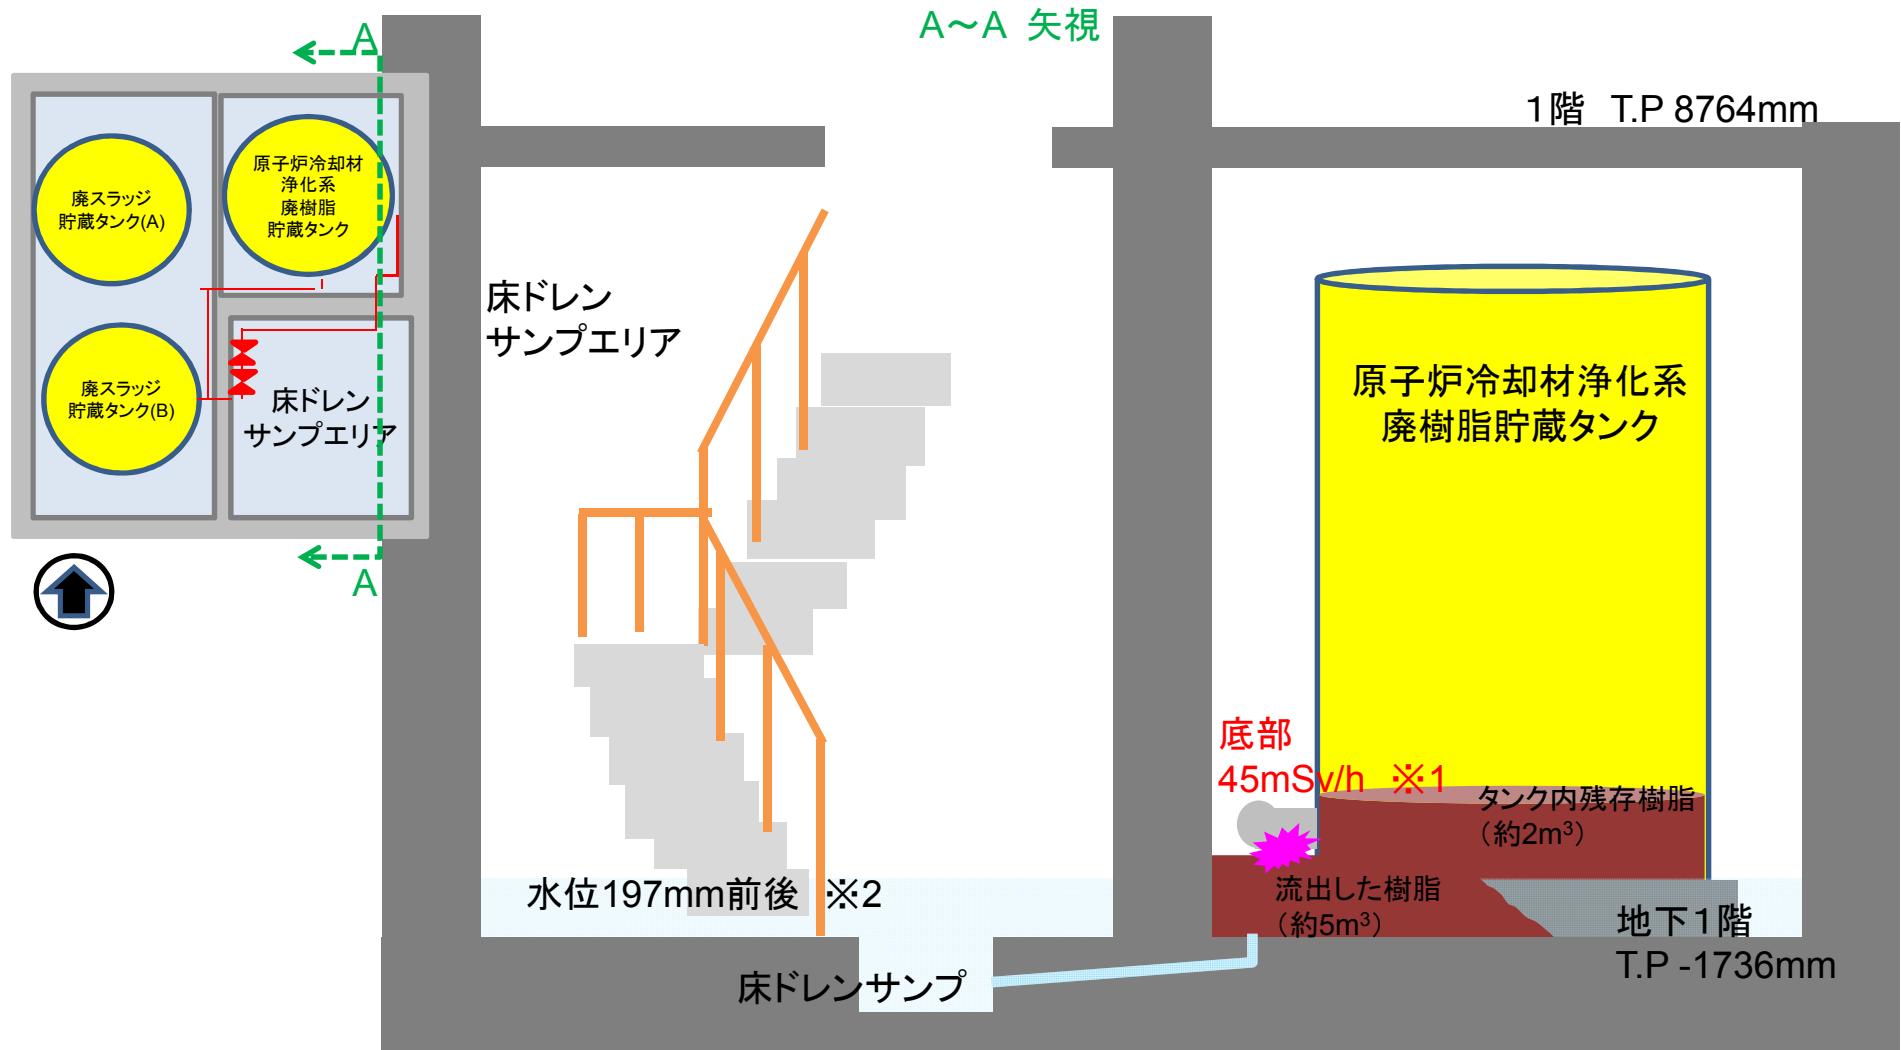 A
A~A 矢視
1階 T.P 8764mm
廃スラッジ
貯蔵タンク(A)
原子炉冷却材
浄化系
廃樹脂
貯蔵タンク
廃スラッジ
貯蔵タンク(B)
床ドレン
サンプエリア
A
床ドレン
サンプエリア
原子炉冷却材浄化系
廃樹脂貯蔵タンク
底部
45mSv/h ※1
タンク内残存樹脂
(約2m³)
水位197mm前後 ※2
流出した樹脂
(約5m³)
地下1階
T.P -1736mm
床ドレンサンプ